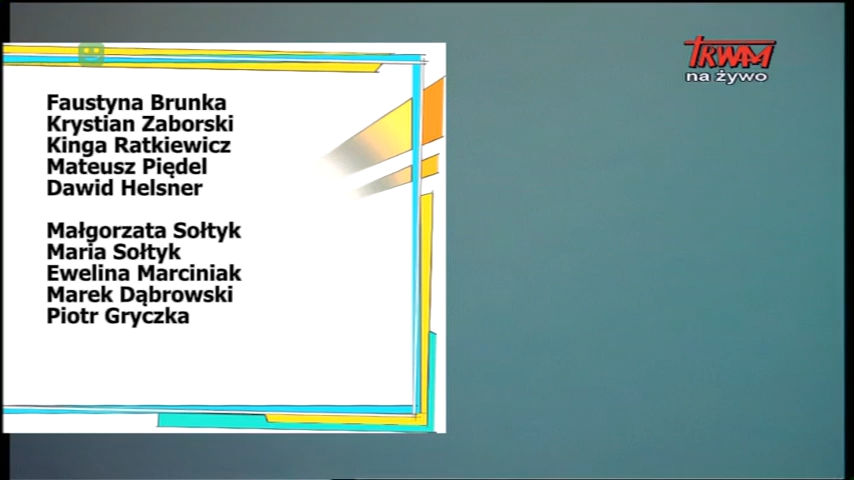 TRWAM
na żywo
Faustyna Brunka
Krystian Zaborski
Kinga Ratkiewicz
Mateusz Piędel
Dawid Helsner
Małgorzata Sołtyk
Maria Sołtyk
Ewelina Marciniak
Marek Dąbrowski
Piotr Gryczka